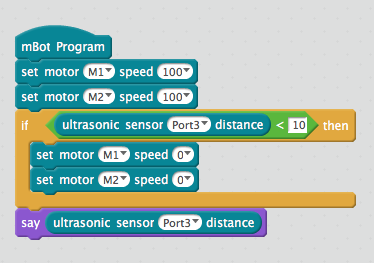 mBot Program
set motor M1 speed 100
set motor M2 speed 100
if ultrasonic sensor Port3 distance < 10 then
set motor M1 speed 0
set motor M2 speed 0
say ultrasonic sensor Port3 distance